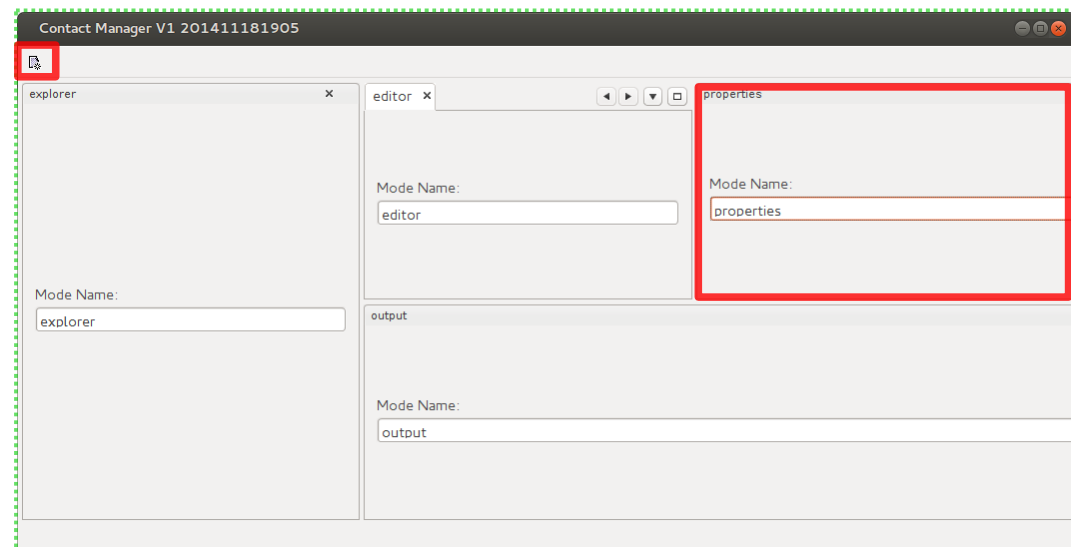 Contact Manager V1 201411181905
explorer
Mode Name:
explorer
editor
Mode Name:
editor
properties
Mode Name:
properties
output
Mode Name:
output